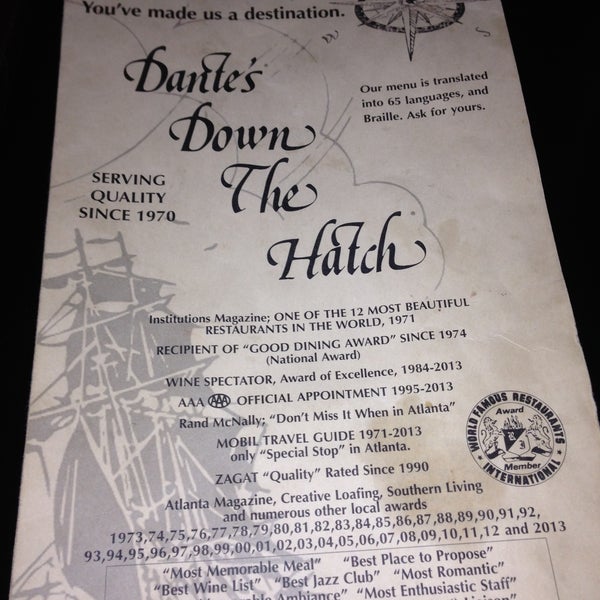 You've made us a destination.
Dante's
Down
The
Hatch
Our menu is translated
into 65 languages, and
Braille. Ask for yours.
SERVING
QUALITY
SINCE 1970
Institutions Magazine; ONE OF THE 12 MOST BEAUTIFUL
RESTAURANTS IN THE WORLD, 1971
RECIPIENT OF "GOOD DINING AWARD" SINCE 1974
(National Award)
WINE SPECTATOR, Award of Excellence, 1984-2013
AAA AAA OFFICIAL APPOINTMENT 1995-2013
Rand McNally; "Don't Miss It When in Atlanta"
MOBIL TRAVEL GUIDE 1971-2013
only "Special Stop" in Atlanta.
ZAGAT "Quality" Rated Since 1990
WORLD FAMOUS RESTAURANTS
INTERNATIONAL
Award
Member
Atlanta Magazine, Creative Loafing, Southern Living
and numerous other local awards
1973,74,75,76,77,78,79,80,81,82,83,84,85,86,87,88,89,90,91,92,
93,94,95,96,97,98,99,00,01,02,03,04,05,06,07,08,09,10,11,12 and 2013
"Most Memorable Meal" "Best Place to Propose"
"Best Wine List" "Best Jazz Club" "Most Romantic"
Ambiance" "Most Enthusiastic Staff"